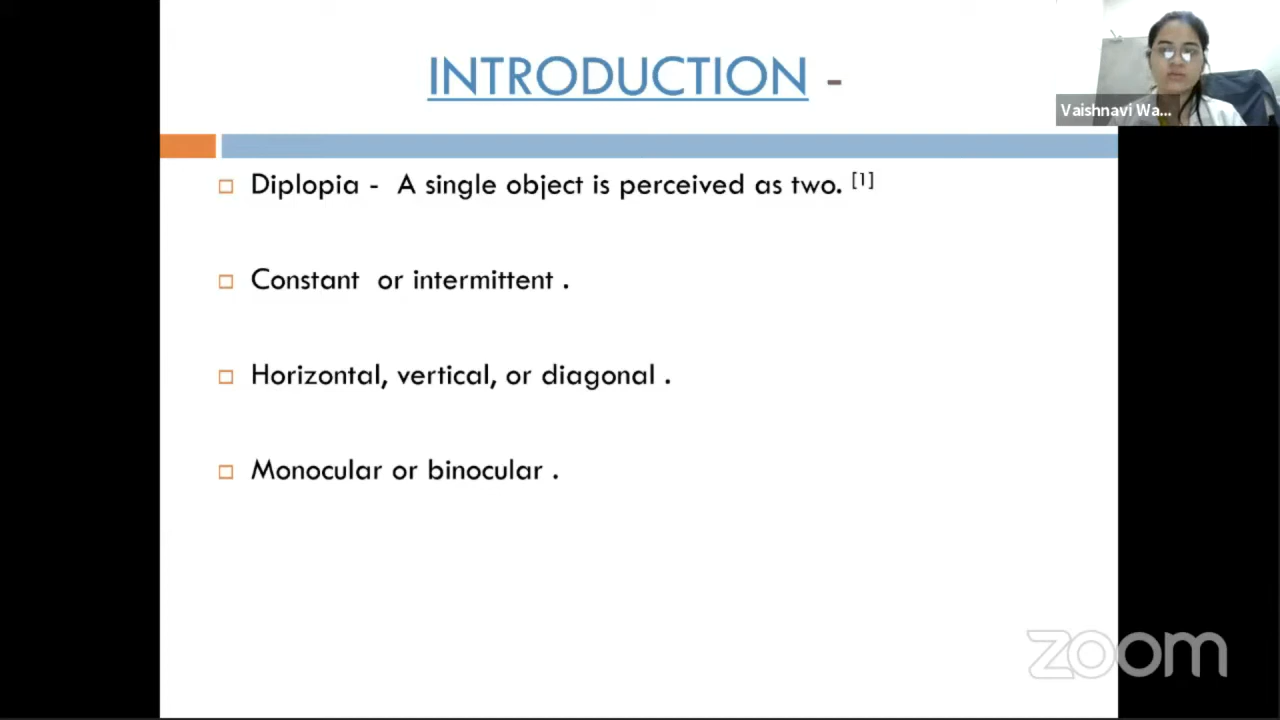 INTRODUCTION -
Vaishnavi Wa...
Diplopia - A single object is perceived as two. [1]
Constant or intermittent .
Horizontal, vertical, or diagonal .
Monocular or binocular .
zoom